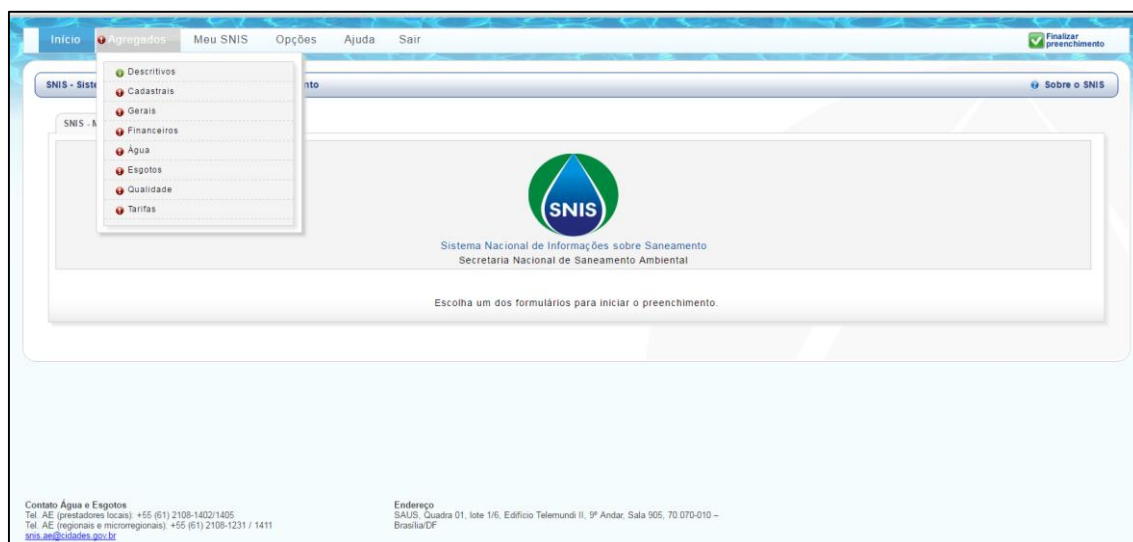 Início Agregados Meu SNIS Opções Ajuda Sair
Finalizar
preenchimento
Descritivos
Cadastrais
Gerais
Financeiros
Água
Esgotos
Qualidade
Tarifas
SNIS - Siste nto
Sobre o SNIS
SNIS - M
SNIS
Sistema Nacional de Informações sobre Saneamento
Secretaria Nacional de Saneamento Ambiental
Escolha um dos formulários para iniciar o preenchimento.
Contato Água e Esgotos
Tel. AE (prestadores locais): +55 (61) 2108-1402/1405
Tel. AE (regionais e microrregionais): +55 (61) 2108-1231 / 1411
snis.ae@cidades.gov.br
Endereço
SAUS, Quadra 01, lote 1/6, Edifício Telemundi II, 9º Andar, Sala 905, 70.070-010 –
Brasília/DF